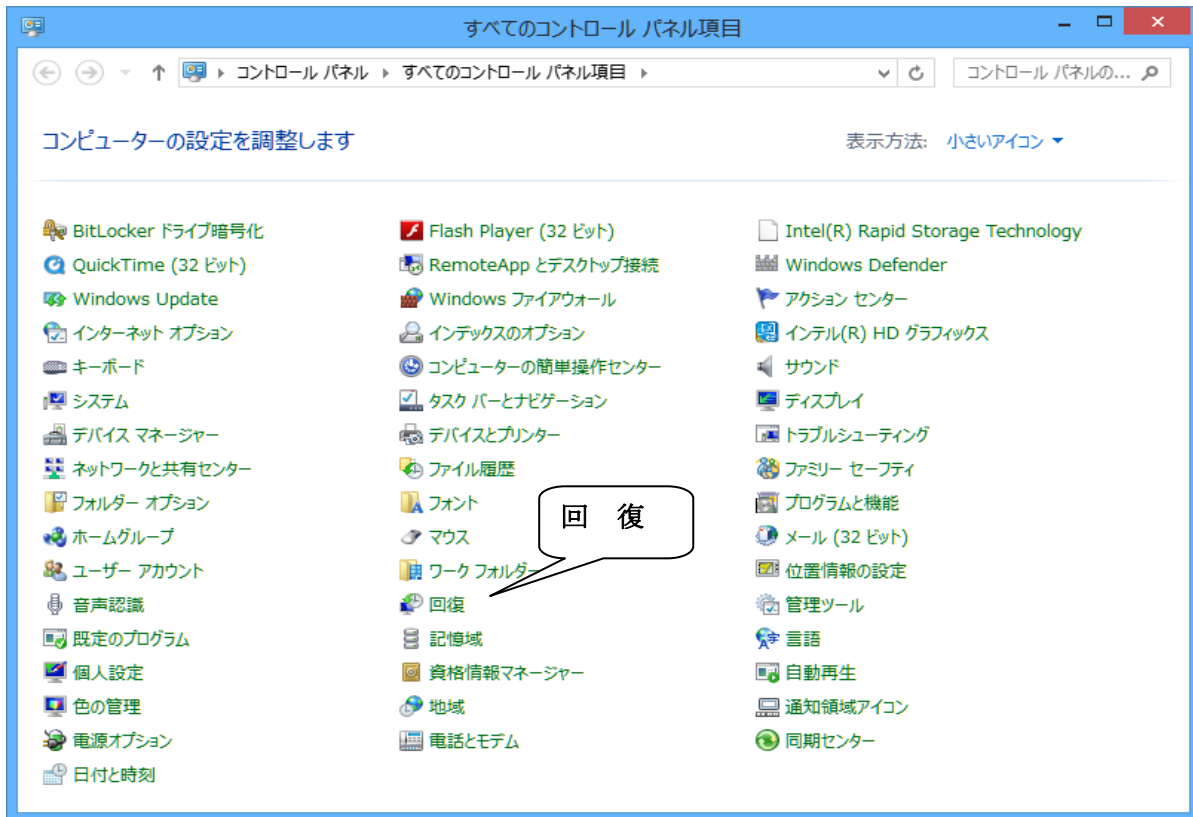 すべてのコントロール パネル項目
コントロール パネル すべてのコントロール パネル項目 コントロール パネルの...
コンピューターの設定を調整します 表示方法: 小さいアイコン
BitLocker ドライブ暗号化 Flash Player (32 ビット) Intel(R) Rapid Storage Technology
QuickTime (32 ビット) RemoteApp とデスクトップ接続 Windows Defender
Windows Update Windows ファイアウォール アクション センター
インターネット オプション インデックスのオプション インテル(R) HD グラフィックス
キーボード コンピューターの簡単操作センター サウンド
システム タスク バーとナビゲーション ディスプレイ
デバイス マネージャー デバイスとプリンター トラブルシューティング
ネットワークと共有センター ファイル履歴 ファミリー セーフティ
フォルダー オプション フォント プログラムと機能
回 復
ホームグループ マウス メール (32 ビット)
ユーザー アカウント ワーク フォルダー 位置情報の設定
音声認識 回復 管理ツール
既定のプログラム 記憶域 言語
個人設定 資格情報マネージャー 自動再生
色の管理 地域 通知領域アイコン
電源オプション 電話とモデム 同期センター
日付と時刻